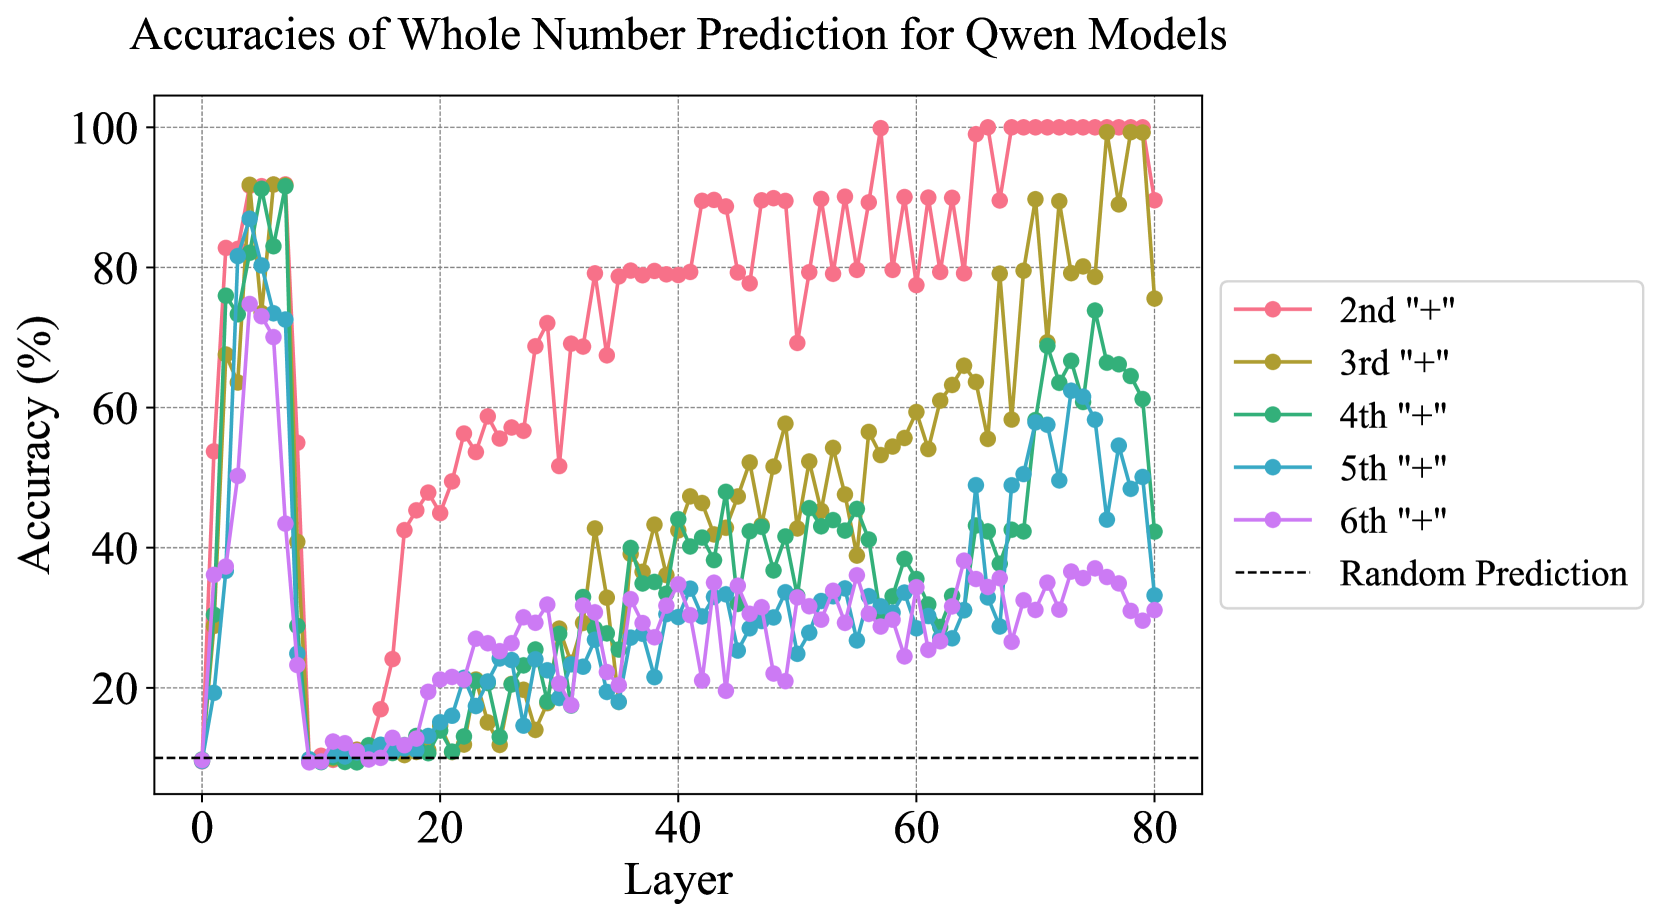 Accuracies of Whole Number Prediction for Qwen Models
Accuracy (%)
100
80
60
40
20
0 20 40 60 80
Layer
2nd "+"
3rd "+"
4th "+"
5th "+"
6th "+"
Random Prediction